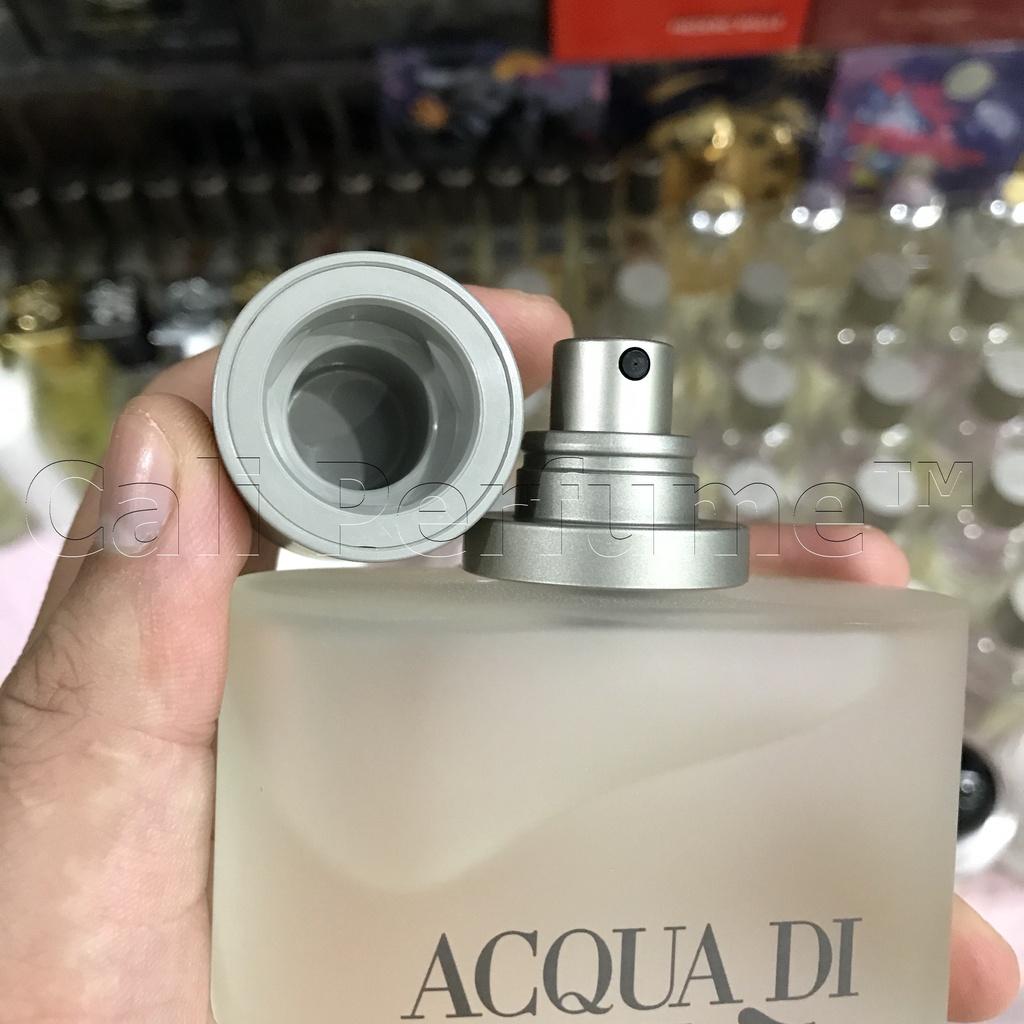 Cali Perfume™
ACQUA DI